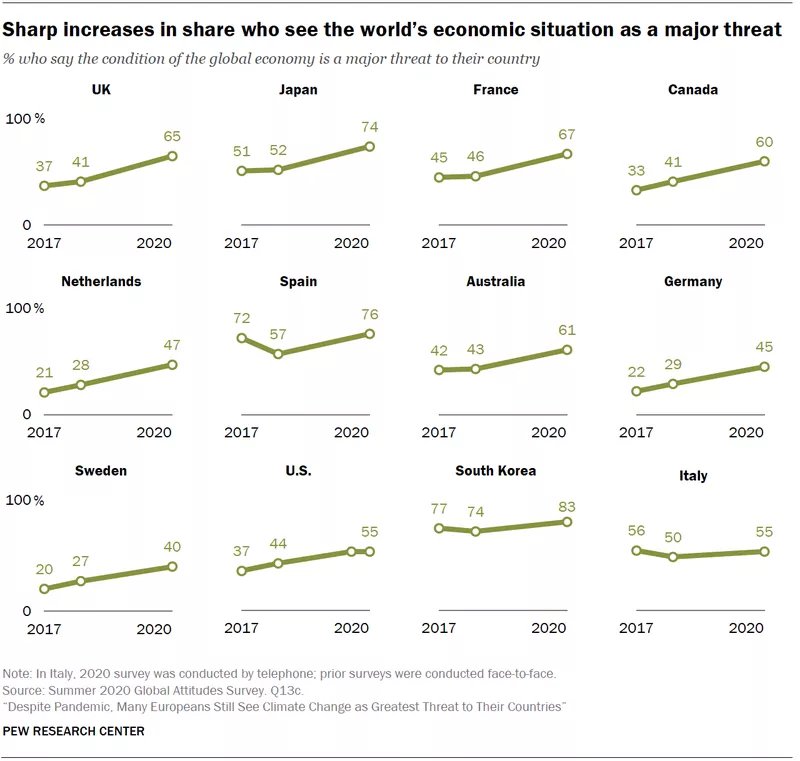 Sharp increases in share who see the world's economic situation as a major threat
% who say the condition of the global economy is a major threat to their country
UK
Japan
France
Canada
100 %
37 41 65
51 52 74
45 46 67
33 41 60
0
2017 2020
2017 2020
2017 2020
2017 2020
Netherlands
Spain
Australia
Germany
100 %
21 28 47
72 57 76
42 43 61
22 29 45
0
2017 2020
2017 2020
2017 2020
2017 2020
Sweden
U.S.
South Korea
Italy
100 %
20 27 40
37 44 55
77 74 83
56 50 55
0
2017 2020
2017 2020
2017 2020
2017 2020
Note: In Italy, 2020 survey was conducted by telephone; prior surveys were conducted face-to-face.
Source: Summer 2020 Global Attitudes Survey. Q13c.
“Despite Pandemic, Many Europeans Still See Climate Change as Greatest Threat to Their Countries”
PEW RESEARCH CENTER